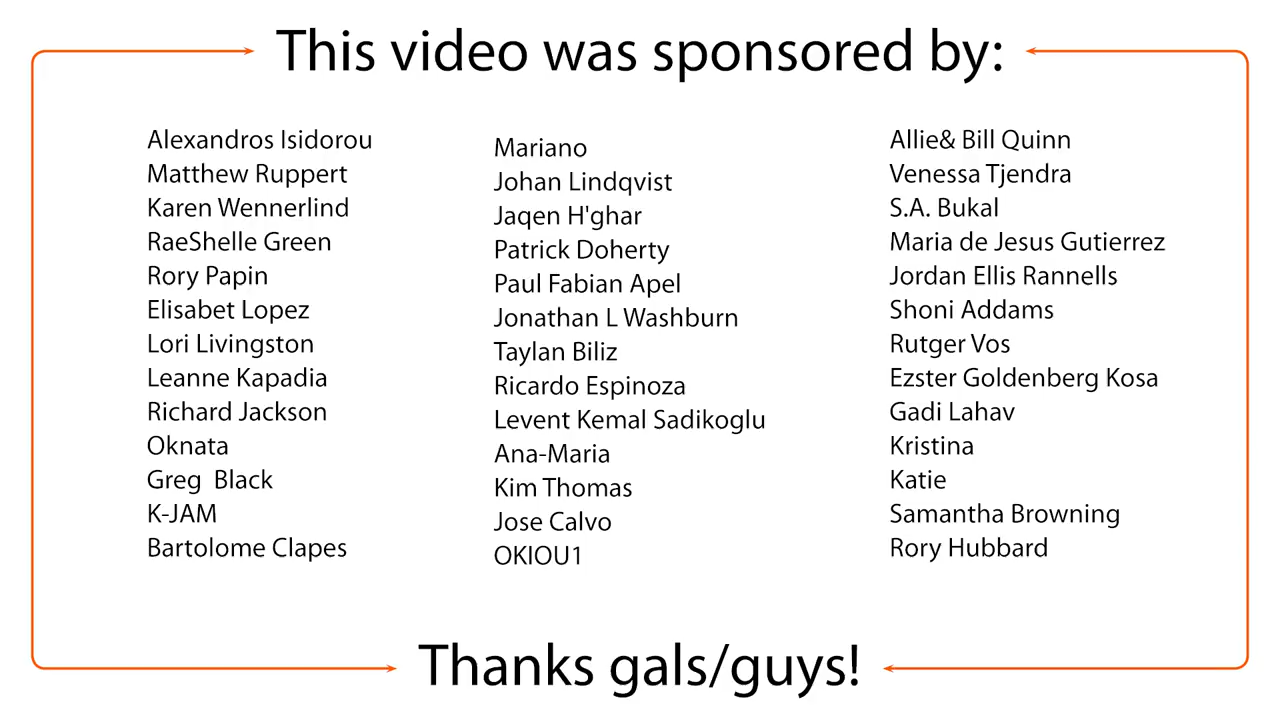 This video was sponsored by:
Alexandros Isidorou
Matthew Ruppert
Karen Wennerlind
RaeShelle Green
Rory Papin
Elisabet Lopez
Lori Livingston
Leanne Kapadia
Richard Jackson
Oknata
Greg  Black
K-JAM
Bartolome Clapes
Mariano
Johan Lindqvist
Jaqen H'ghar
Patrick Doherty
Paul Fabian Apel
Jonathan L Washburn
Taylan Biliz
Ricardo Espinoza
Levent Kemal Sadikoglu
Ana-Maria
Kim Thomas
Jose Calvo
OKIOU1
Allie& Bill Quinn
Venessa Tjendra
S.A. Bukal
Maria de Jesus Gutierrez
Jordan Ellis Rannells
Shoni Addams
Rutger Vos
Ezster Goldenberg Kosa
Gadi Lahav
Kristina
Katie
Samantha Browning
Rory Hubbard
Thanks gals/guys!